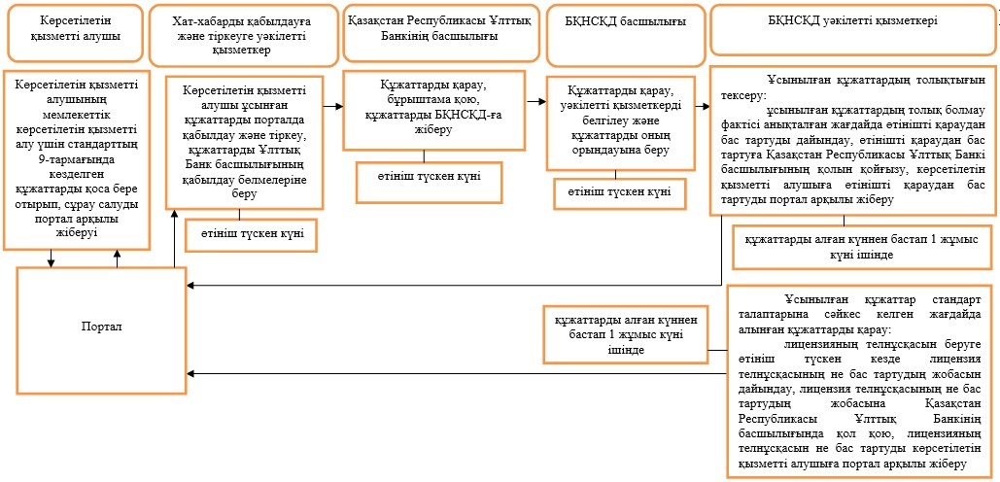 Көрсетілетін
қызметті алушы
Хат-хабарды қабылдауға
және тіркеуге уәкілетті
қызметкер
Қазақстан Республикасы Ұлттық
Банкінің басшылығы
БҚНСҚД басшылығы
БҚНСҚД уәкілетті қызметкері
Көрсетілетін қызметті
алушының
мемлекеттік
көрсетілетін қызметті
алу үшін стандарттың
9-тармағында
көзделген
құжаттарды қоса бере
отырып, сұрау салуды
портал арқылы
жіберуі
Көрсетілетін қызметті
алушы ұсынған
құжаттарды порталда
қабылдау және тіркеу,
құжаттарды Ұлттық
Банк басшылығының
қабылдау бөлмелеріне
беру
өтініш түскен күні
Құжаттарды қарау,
бұрыштама қою,
құжаттарды БҚНСҚД-ға
жіберу
өтініш түскен күні
Құжаттарды қарау,
уәкілетті қызметкерді
белгілеу және
құжаттарды оның
орындауына беру
өтініш түскен күні
Ұсынылған құжаттардың толықтығын
тексеру:
ұсынылған құжаттардың толық болмау
фактісі анықталған жағдайда өтінішті қараудан
бас тартуды дайындау, өтінішті қараудан бас
тартуға Қазақстан Республикасы Ұлттық Банкі
басшылығының қолын қойғызу, көрсетілетін
қызметті алушыға өтінішті қараудан бас
тартуды портал арқылы жіберу
құжаттарды алған күннен бастап 1 жұмыс
күні ішінде
Портал
құжаттарды алған күннен
бастап 1 жұмыс күні
ішінде
Ұсынылған құжаттар стандарт
талаптарына сәйкес келген жағдайда
алынған құжаттарды қарау:
лицензияның телнұсқасын беруге
өтініш түскен кезде лицензия
телнұсқасының не бас тартудың жобасын
дайындау, лицензия телнұсқасының не бас
тартудың жобасына Қазақстан
Республикасы Ұлттық Банкінің
басшылығында қол қою, лицензияның
телнұсқасын не бас тартуды көрсетілетін
қызметті алушыға портал арқылы жіберу